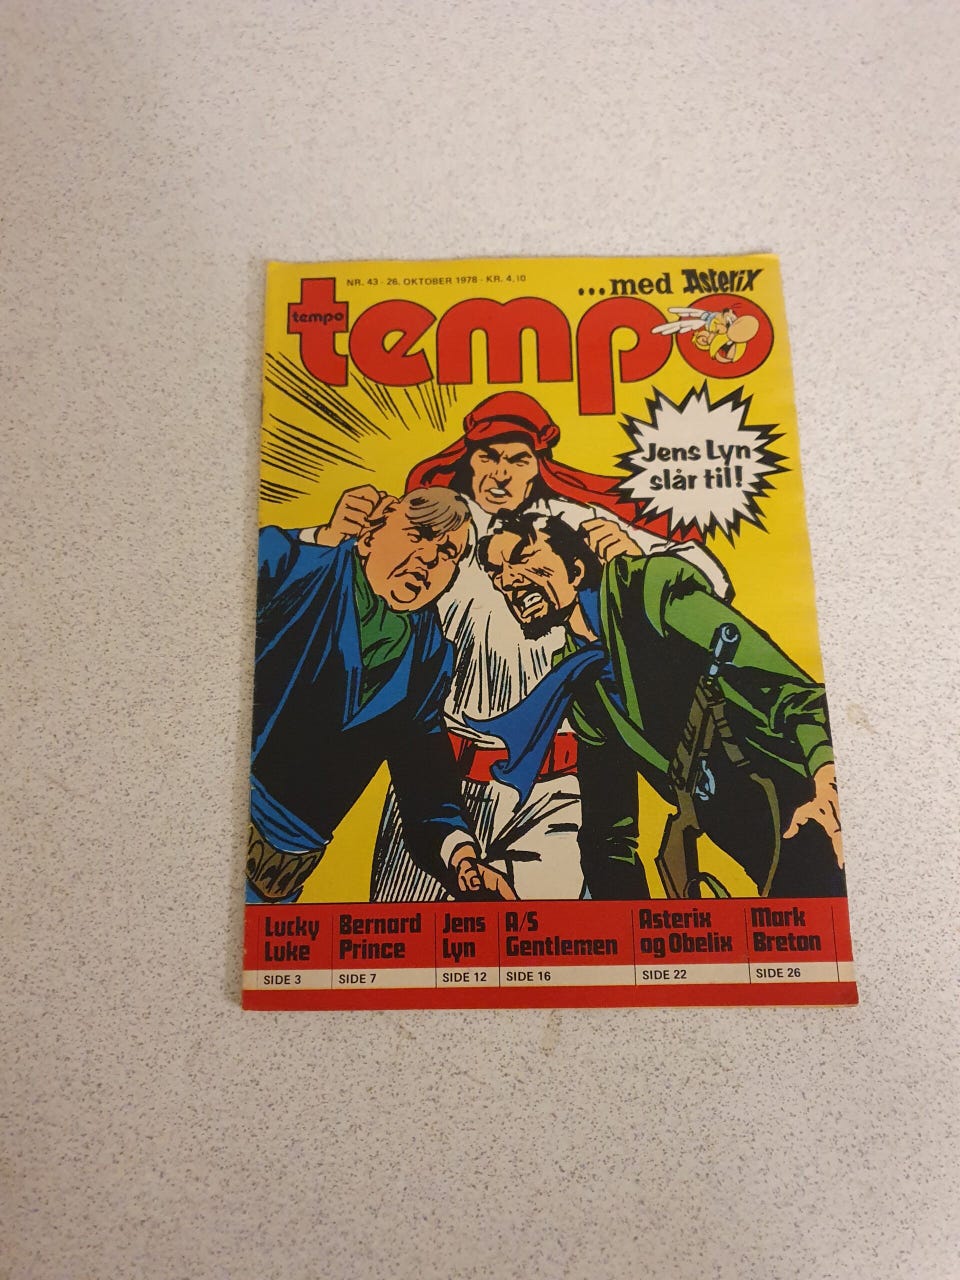 NR. 43 - 26. OKTOBER 1978 - KR. 4,10
...med Asterix
tempo
tempo
Jens Lyn
slår til!
Lucky
Luke
SIDE 3
Bernard
Prince
SIDE 7
Jens
Lyn
SIDE 12
A/S
Gentlemen
SIDE 16
Asterix
og Obelix
SIDE 22
Mark
Breton
SIDE 26